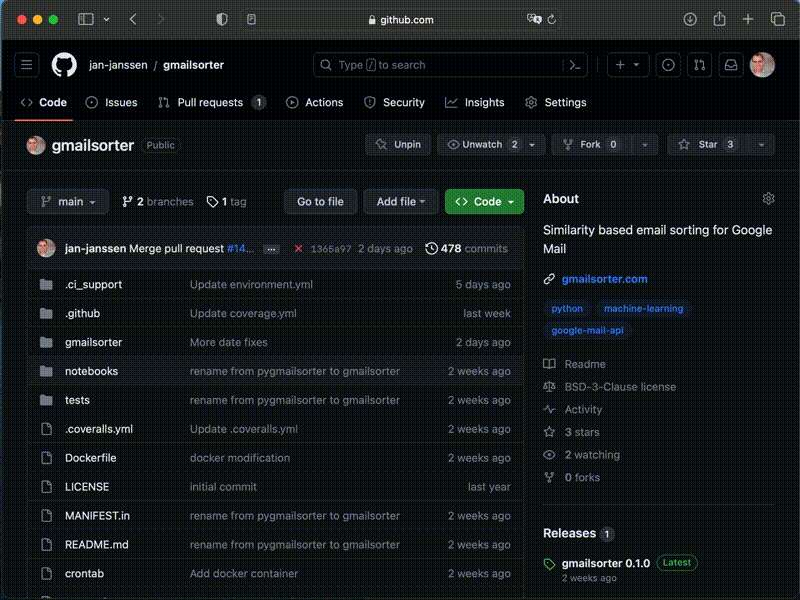 github.com
jan-janssen / gmailsorter
Type / to search
Code
Issues
Pull requests 1
Actions
Security
Insights
Settings
gmailsorter Public
Unpin
Unwatch 2
Fork 0
Star 3
main
2 branches
1 tag
Go to file
Add file
Code
jan-janssen Merge pull request #14… ... 1365a97 2 days ago 478 commits
.ci_support Update environment.yml 5 days ago
.github Update coverage.yml last week
gmailsorter More date fixes 2 days ago
notebooks rename from pygmailsorter to gmailsorter 2 weeks ago
tests rename from pygmailsorter to gmailsorter 2 weeks ago
.coveralls.yml Update .coveralls.yml 2 weeks ago
Dockerfile docker modification 2 weeks ago
LICENSE initial commit last year
MANIFEST.in rename from pygmailsorter to gmailsorter 2 weeks ago
README.md rename from pygmailsorter to gmailsorter 2 weeks ago
crontab Add docker container 2 weeks ago
About
Similarity based email sorting for Google
Mail
gmailsorter.com
python machine-learning
google-mail-api
Readme
BSD-3-Clause license
Activity
3 stars
2 watching
0 forks
Releases 1
gmailsorter 0.1.0 Latest
2 weeks ago